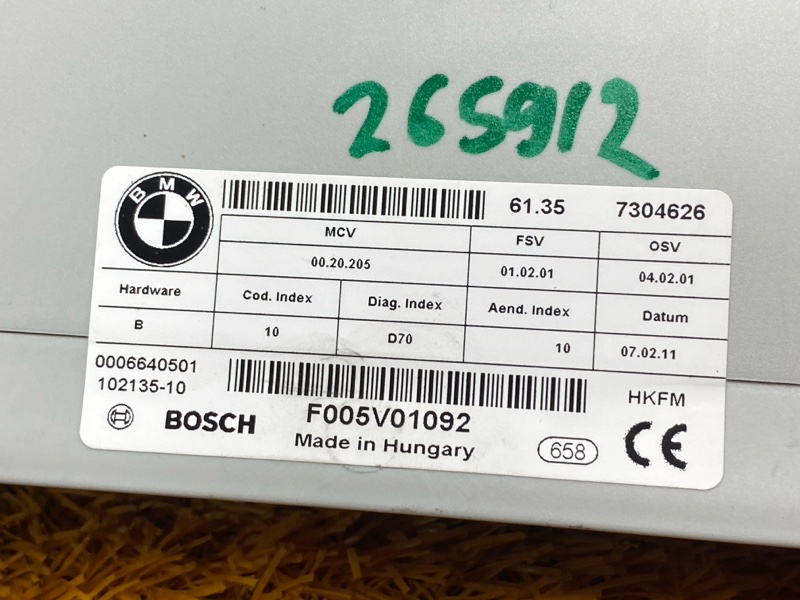 265912
BMW
61.35 7304626
MCV FSV OSV
00.20.205 01.02.01 04.02.01
Hardware Cod. Index Diag. Index Aend. Index Datum
B 10 D70 10 07.02.11
0006640501
102135-10
HKFM
BOSCH F005V01092
Made in Hungary
658
CE